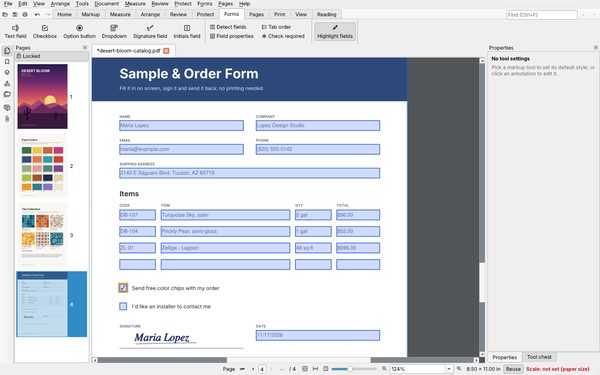 File Edit View Arrange Measure Review Protect Forms Pages Help
Home Markup Measure Arrange Review Protect Forms Pages Print View Reading
Find (Ctrl+F)
Text field Checkbox Option button Dropdown Signature field Initials field
Detect fields
Field properties
Tab order
Check required
Highlight fields
Pages
Locked
DESERT BLOOM
1
2
3
4
*desert-bloom-catalog.pdf
Sample & Order Form
Fill it in on screen, sign it and send it back: no printing needed.
NAME COMPANY
Maria Lopez Lopez Design Studio
EMAIL PHONE
maria@example.com (520) 555-0142
SHIPPING ADDRESS
2140 E Saguaro Blvd, Tucson, AZ 85719
Items
CODE ITEM QTY TOTAL
DB-107 Turquoise Sky, satin 2 gal $96.00
DB-104 Prickly Pear, semi-gloss 1 gal $52.00
ZL-01 Zellige - Lagoon 48 sq ft $696.00
Send free color chips with my order
I'd like an installer to contact me
SIGNATURE DATE
Maria Lopez 11/17/2026
Properties
No tool settings
Pick a markup tool to set its default style, or click an annotation to edit it.
Properties Tool chest
Page 4 / 4 124% 8.50 × 11.00 in Reuse Scale: not set (paper size)